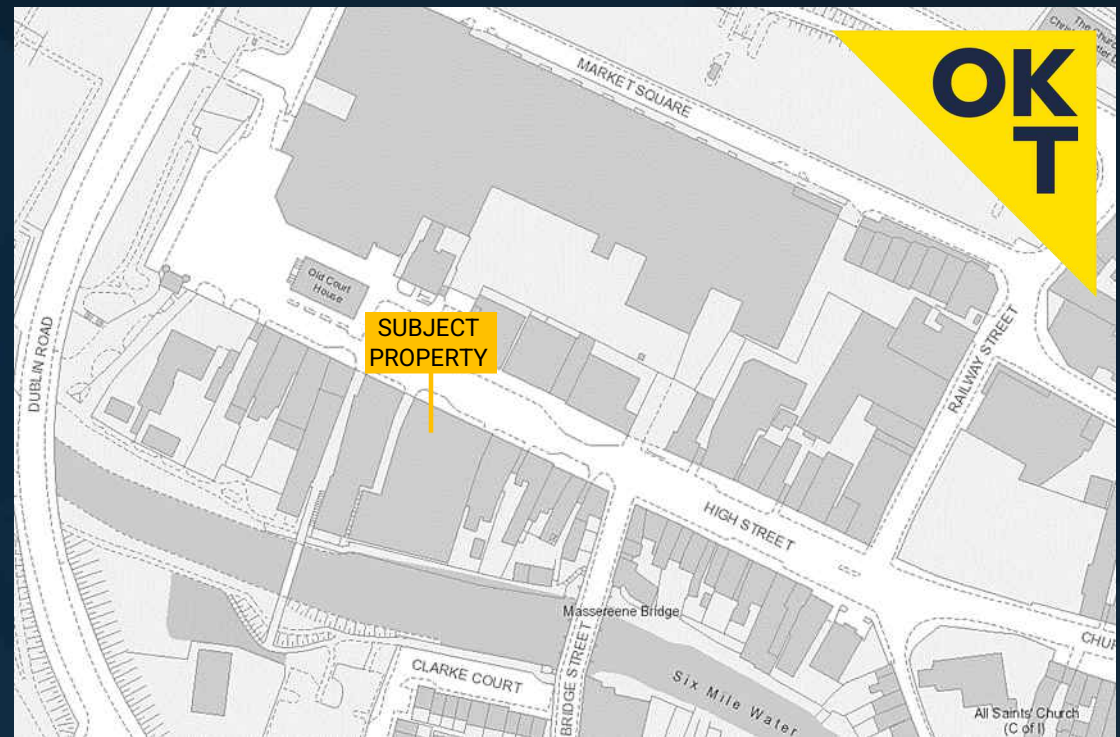 OK
T
The
MARKET SQUARE
Old Court
House
SUBJECT
PROPERTY
DUBLIN ROAD
RAILWAY STREET
HIGH STREET
Massereene Bridge
BRIDGE STREET
CLARKE COURT
Six Mile Water
All Saints' Church
(C of I)